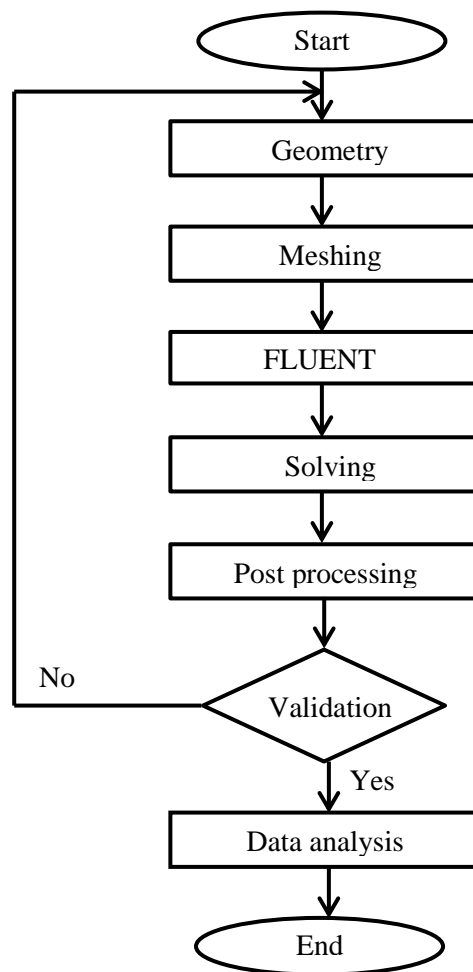 Start
Geometry
Meshing
FLUENT
Solving
Post processing
No
Validation
Yes
Data analysis
End